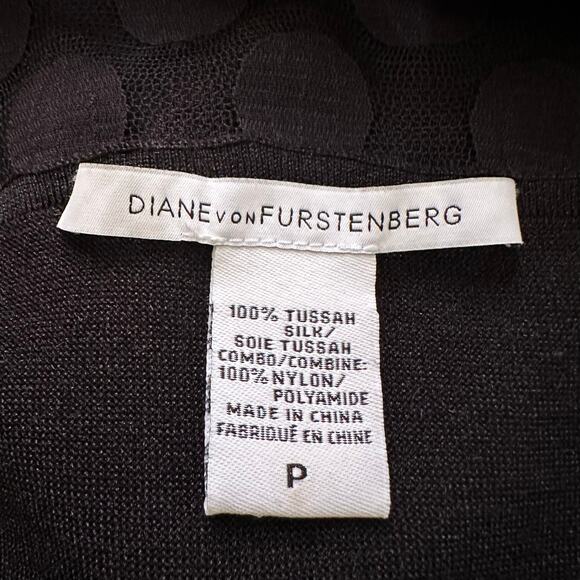 DIANE VON FURSTENBERG
100% TUSSAH
SILK/
SOIE TUSSAH
COMBO/COMBINE:
100% NYLON/
POLYAMIDE
MADE IN CHINA
FABRIQUÉ EN CHINE
P